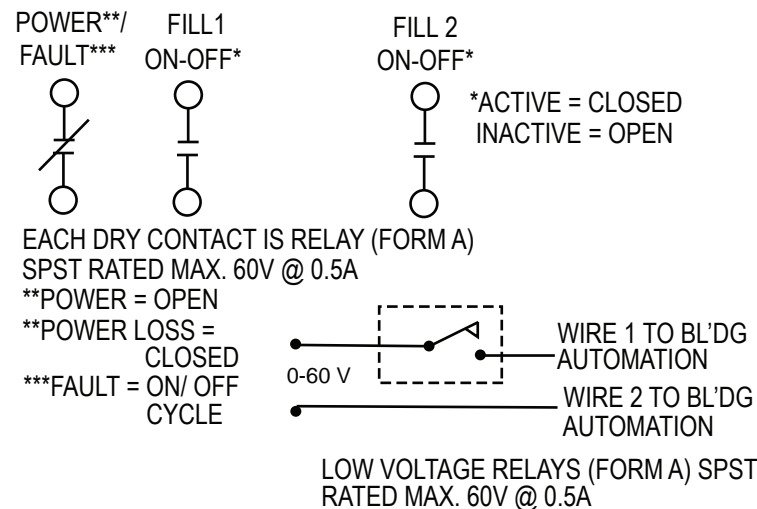 POWER**/
FAULT***
FILL1
ON-OFF*
FILL 2
ON-OFF*
*ACTIVE = CLOSED
INACTIVE = OPEN
EACH DRY CONTACT IS RELAY (FORM A)
SPST RATED MAX. 60V @ 0.5A
**POWER = OPEN
**POWER LOSS =
CLOSED
***FAULT = ON/ OFF
CYCLE
0-60 V
WIRE 1 TO BL'DG
AUTOMATION
WIRE 2 TO BL'DG
AUTOMATION
LOW VOLTAGE RELAYS (FORM A) SPST
RATED MAX. 60V @ 0.5A